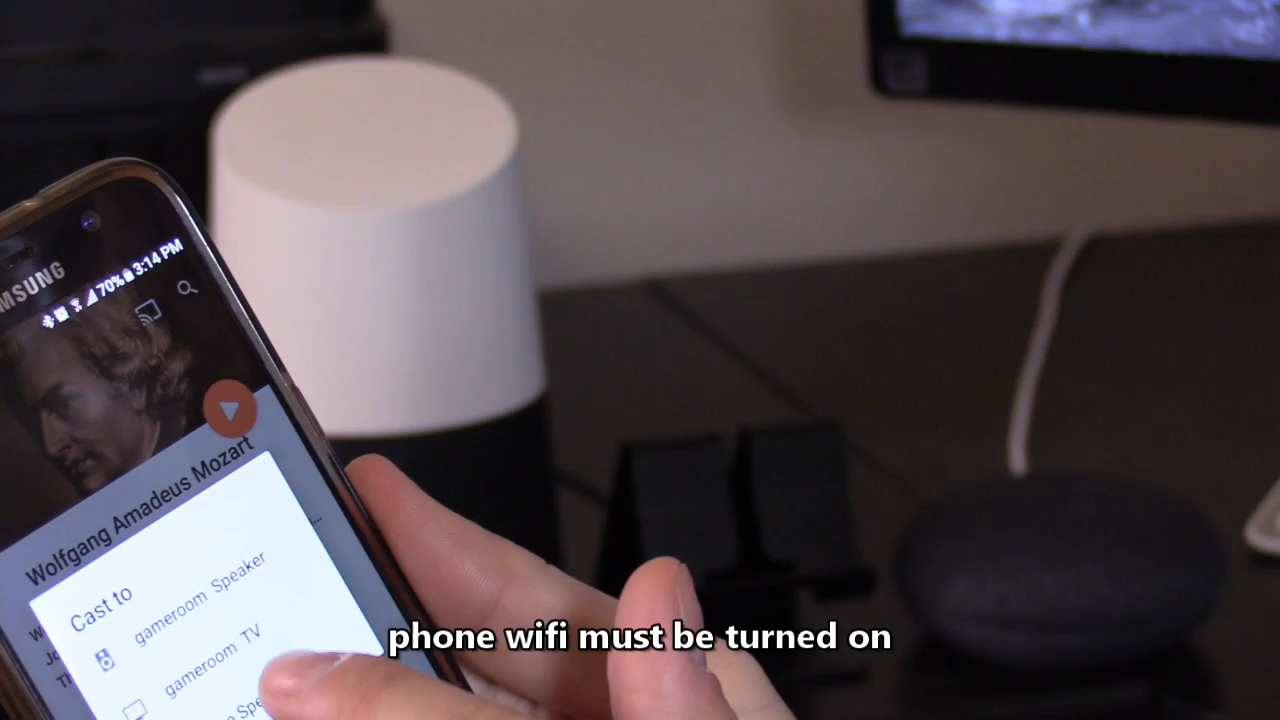 MSUNG
70% 3:14 PM
Wolfgang Amadeus Mozart
Cast to
gameroom Speaker
gameroom TV
phone wifi must be turned on